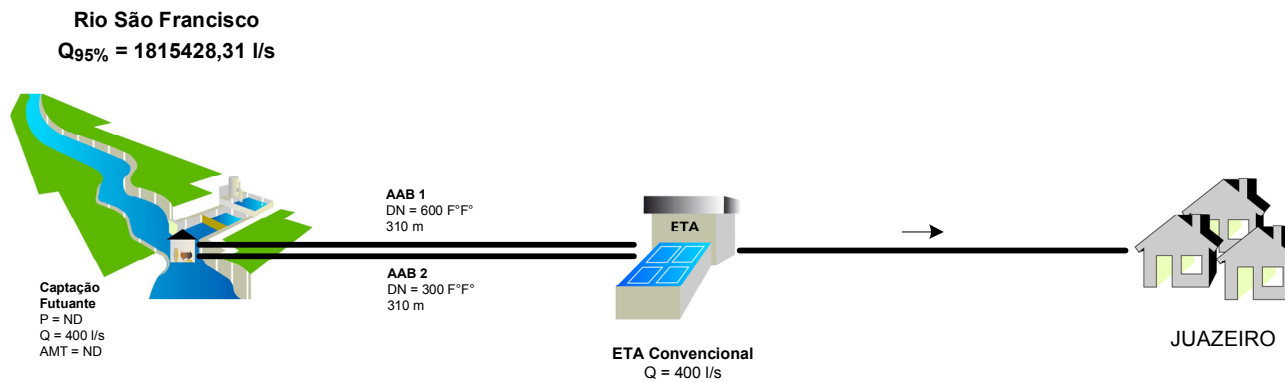 Rio São Francisco
Q95% = 1815428,31 l/s
AAB 1
DN = 600 F°F°
310 m
ETA
AAB 2
DN = 300 F°F°
310 m
Captação
Futuante
P = ND
Q = 400 l/s
AMT = ND
ETA Convencional
Q = 400 l/s
JUAZEIRO